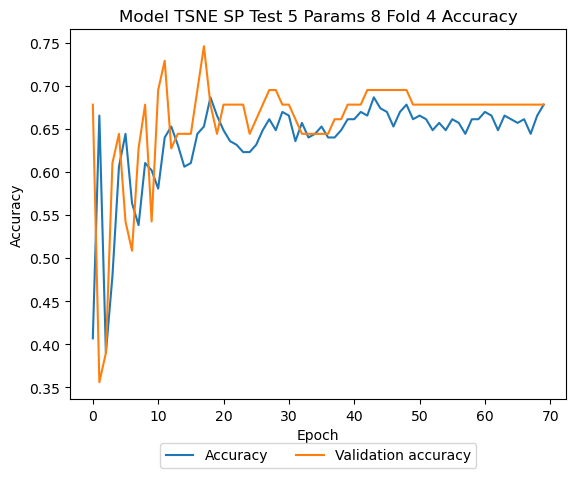 Model TSNE SP Test 5 Params 8 Fold 4 Accuracy
0.75
0.70
0.65
0.60
0.55
0.50
0.45
0.40
0.35
Accuracy
0 10 20 30 40 50 60 70
Epoch
Accuracy Validation accuracy